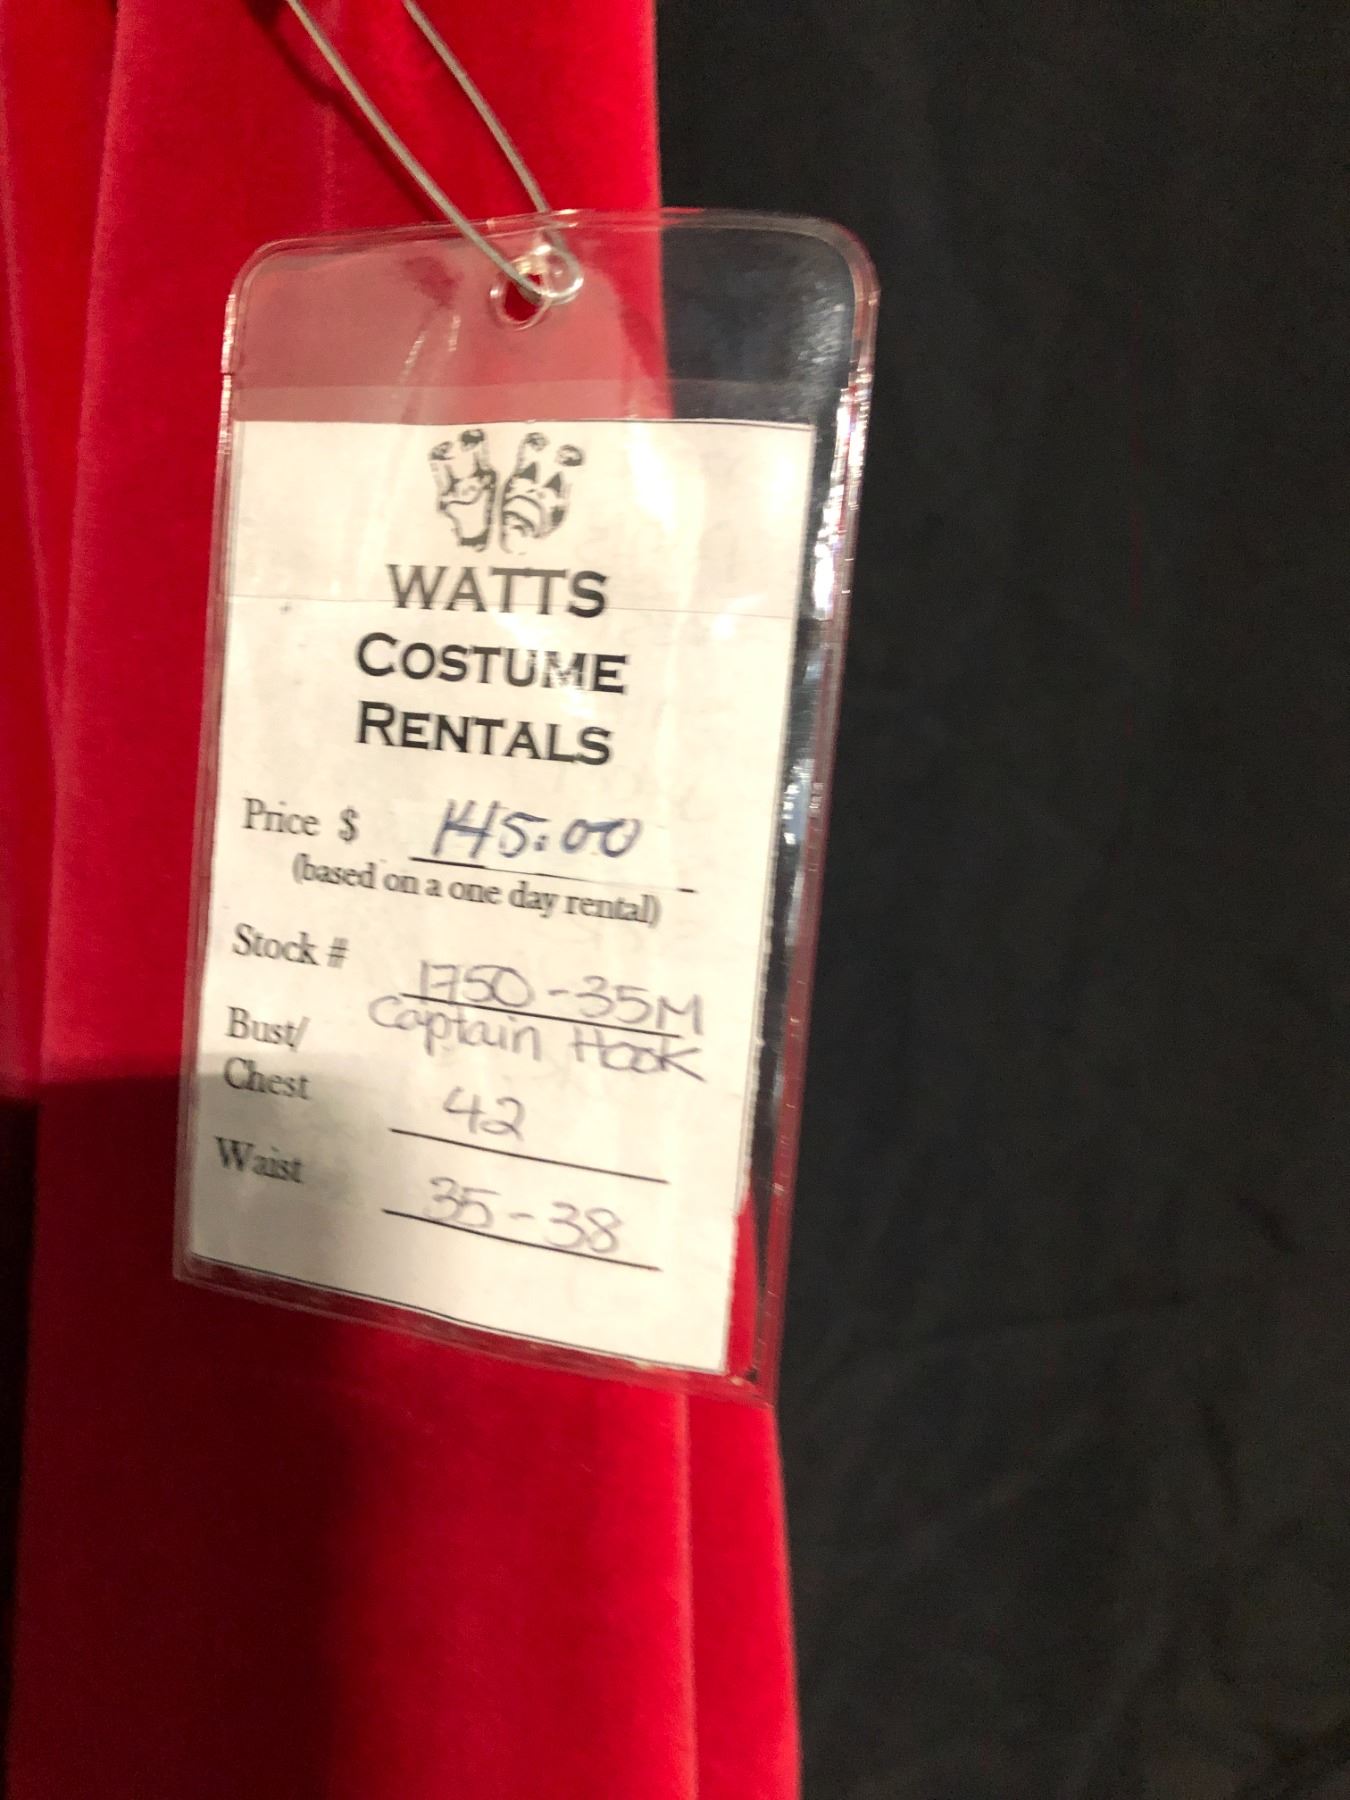 WATTS
COSTUME
RENTALS
Price $ 145.00
(based on a one day rental)
Stock # 1750-35M
Captain Hook
Bust/
Chest 42
Waist 35-38